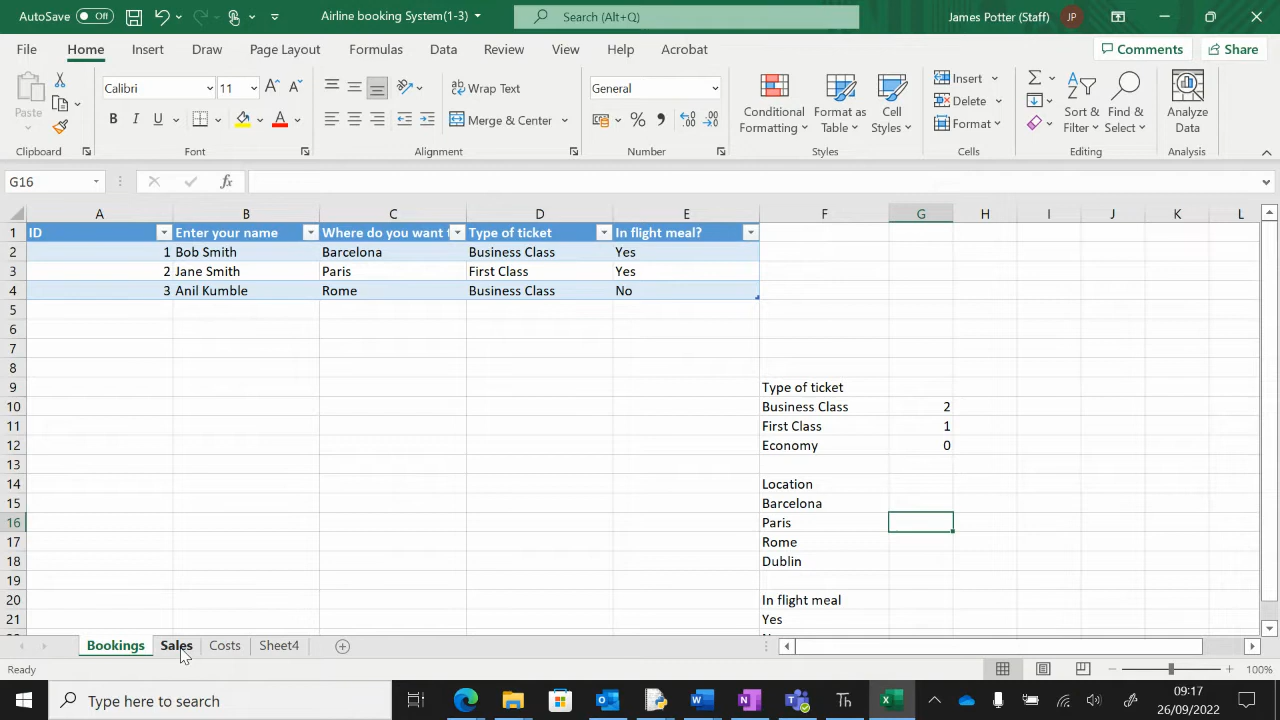 AutoSave Off Airline booking System(1-3) Search (Alt+Q) James Potter (Staff) JP
File Home Insert Draw Page Layout Formulas Data Review View Help Acrobat Comments Share
Paste Calibri 11 Wrap Text General Conditional Formatting Format as Table Cell Styles Insert Sort & Filter Find & Select Analyze Data
B I U A Merge & Center % Delete
Format
Clipboard Font Alignment Number Styles Cells Editing Analysis
G16 fx
A B C D E F G H I J K L
1 ID Enter your name Where do you want Type of ticket In flight meal?
2 1 Bob Smith Barcelona Business Class Yes
3 2 Jane Smith Paris First Class Yes
4 3 Anil Kumble Rome Business Class No
5
6
7
8
9 Type of ticket
10 Business Class 2
11 First Class 1
12 Economy 0
13
14 Location
15 Barcelona
16 Paris
17 Rome
18 Dublin
19
20 In flight meal
21 Yes
Bookings Sales Costs Sheet4
Ready 100%
Type here to search 09:17
26/09/2022